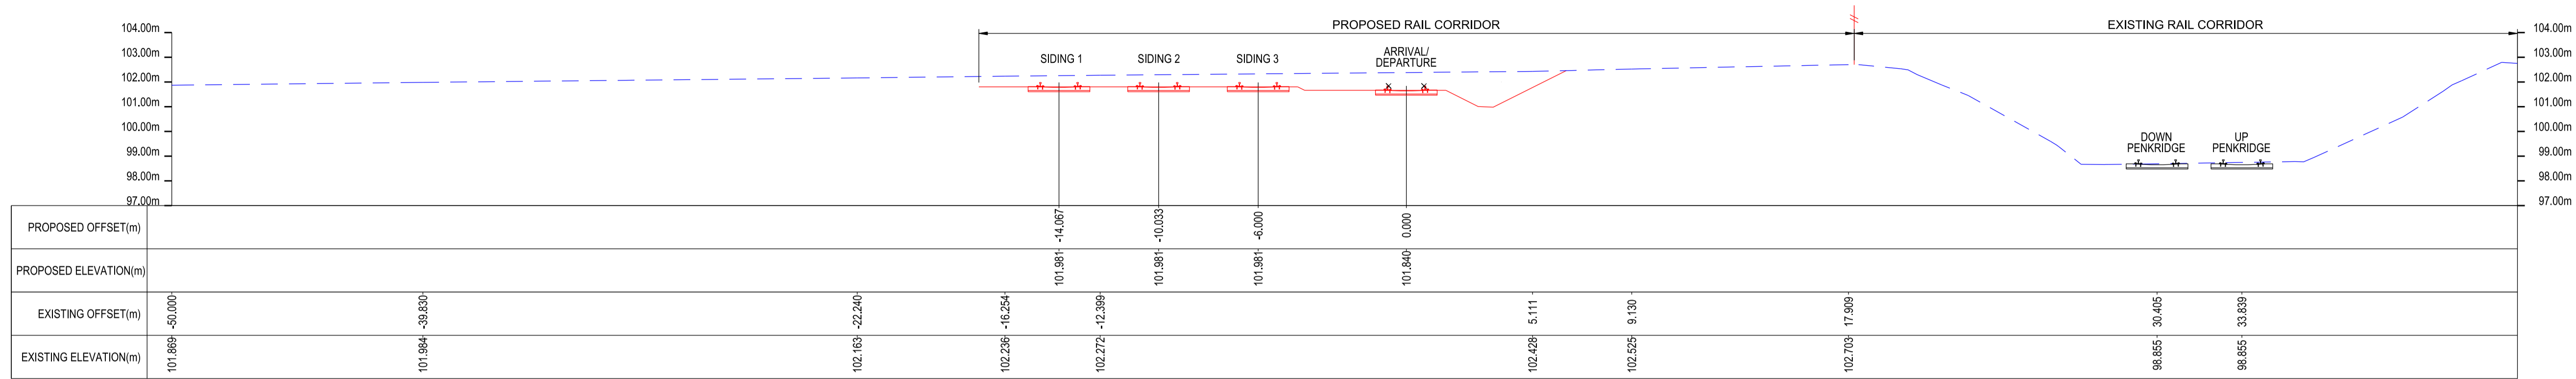 PROPOSED RAIL CORRIDOR
EXISTING RAIL CORRIDOR
104.00m
103.00m
102.00m
101.00m
100.00m
99.00m
98.00m
97.00m
SIDING 1
SIDING 2
SIDING 3
ARRIVAL/
DEPARTURE
DOWN
PENKRIDGE
UP
PENKRIDGE
104.00m
103.00m
102.00m
101.00m
100.00m
99.00m
98.00m
97.00m
PROPOSED OFFSET(m)
-14.067
-10.033
-6.000
0.000
PROPOSED ELEVATION(m)
101.981
101.981
101.981
101.840
EXISTING OFFSET(m)
-50.000
-39.830
-22.240
-16.254
-12.399
5.111
9.130
17.909
30.405
33.839
EXISTING ELEVATION(m)
101.869
101.984
102.163
102.236
102.272
102.428
102.525
102.703
98.855
98.855